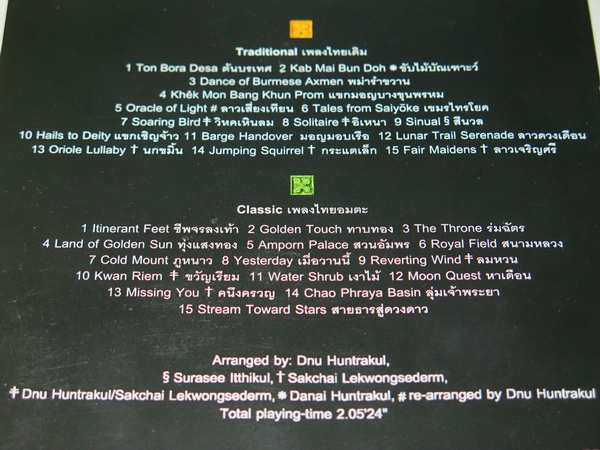 Traditional เพลงไทยเดิม
1 Ton Bora Desa ต้นบรเทศ 2 Kab Mai Bun Doh ✽ ขับไม้บัณเฑาะว์
3 Dance of Burmese Axmen พม่ารำขวาน
4 Khêk Mon Bang Khun Prom แขกมอญบางขุนพรหม
5 Oracle of Light # ลาวเสี่ยงเทียน 6 Tales from Saiyöke เขมรไทรโยค
7 Soaring Bird ‡ วิหคเหินลม 8 Solitaire ‡ อิเหนา 9 Sinual § สีนวล
10 Hails to Deity แขกเชิญจ้าว 11 Barge Handover มอญมอบเรือ 12 Lunar Trail Serenade ลาวดวงเดือน
13 Oriole Lullaby † นกขมิ้น 14 Jumping Squirrel † กระแตเล็ก 15 Fair Maidens † ลาวเจริญศรี
Classic เพลงไทยอมตะ
1 Itinerant Feet ชีพจรลงเท้า 2 Golden Touch ทาบทอง 3 The Throne ร่มฉัตร
4 Land of Golden Sun ทุ่งแสงทอง 5 Amporn Palace สวนอัมพร 6 Royal Field สนามหลวง
7 Cold Mount ภูหนาว 8 Yesterday เมื่อวานนี้ 9 Reverting Wind ‡ ลมหวน
10 Kwan Riem ‡ ขวัญเรียม 11 Water Shrub เงาไม้ 12 Moon Quest หาเดือน
13 Missing You † คนึงครวญ 14 Chao Phraya Basin ลุ่มเจ้าพระยา
15 Stream Toward Stars สายธารสู่ดวงดาว
Arranged by: Dnu Huntrakul,
§ Surasee Itthikul, † Sakchai Lekwongsederm,
‡ Dnu Huntrakul/Sakchai Lekwongsederm, ✽ Danai Huntrakul, # re-arranged by Dnu Huntrakul
Total playing-time 2.05'24"